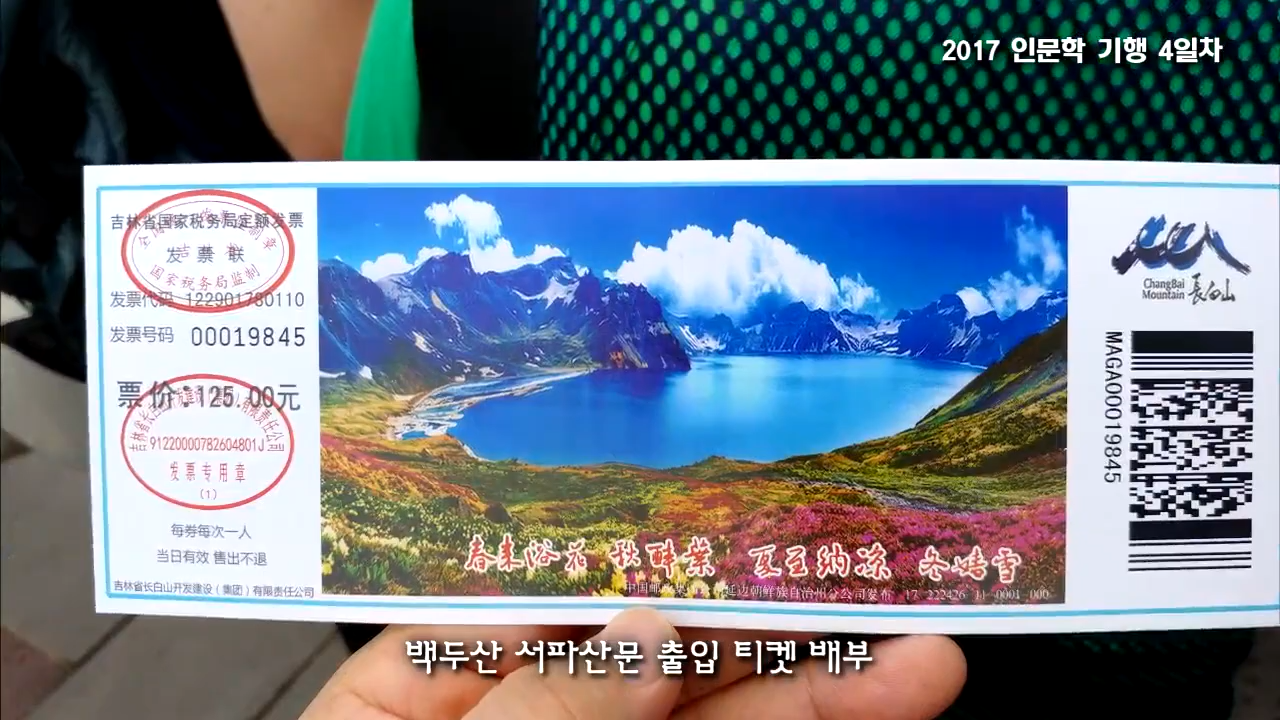 2017 인문학 기행 4일차
吉林省国家税务局定额发票
发票联
国家税务局监制
发票代码 122901780110
发票号码 00019845
票价:125.00元
91220000782604801J
发票专用章
(1)
每券每次一人
当日有效 售出不退
吉林省长白山开发建设(集团)有限责任公司
春来浴花 秋醉叶 夏至纳凉 冬嬉雪
延边朝鲜族自治州分公司发布
ChangBai
Mountain 長白山
MAGA00019845
백두산 서파산문 출입 티켓 배부